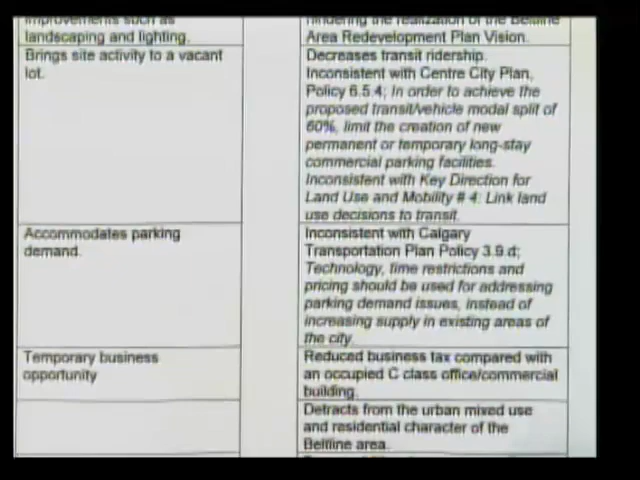 improvements such as
landscaping and lighting.
hindering the realization of the Beltline
Area Redevelopment Plan Vision.
Brings site activity to a vacant
lot.
Decreases transit ridership.
Inconsistent with Centre City Plan,
Policy 6.5.4; In order to achieve the
proposed transit/vehicle modal split of
60%, limit the creation of new
permanent or temporary long-stay
commercial parking facilities.
Inconsistent with Key Direction for
Land Use and Mobility # 4: Link land
use decisions to transit.
Accommodates parking
demand.
Inconsistent with Calgary
Transportation Plan Policy 3.9.d;
Technology, time restrictions and
pricing should be used for addressing
parking demand issues, instead of
increasing supply in existing areas of
the city.
Temporary business
opportunity
Reduced business tax compared with
an occupied C class office/commercial
building.
Detracts from the urban mixed use
and residential character of the
Beltline area.